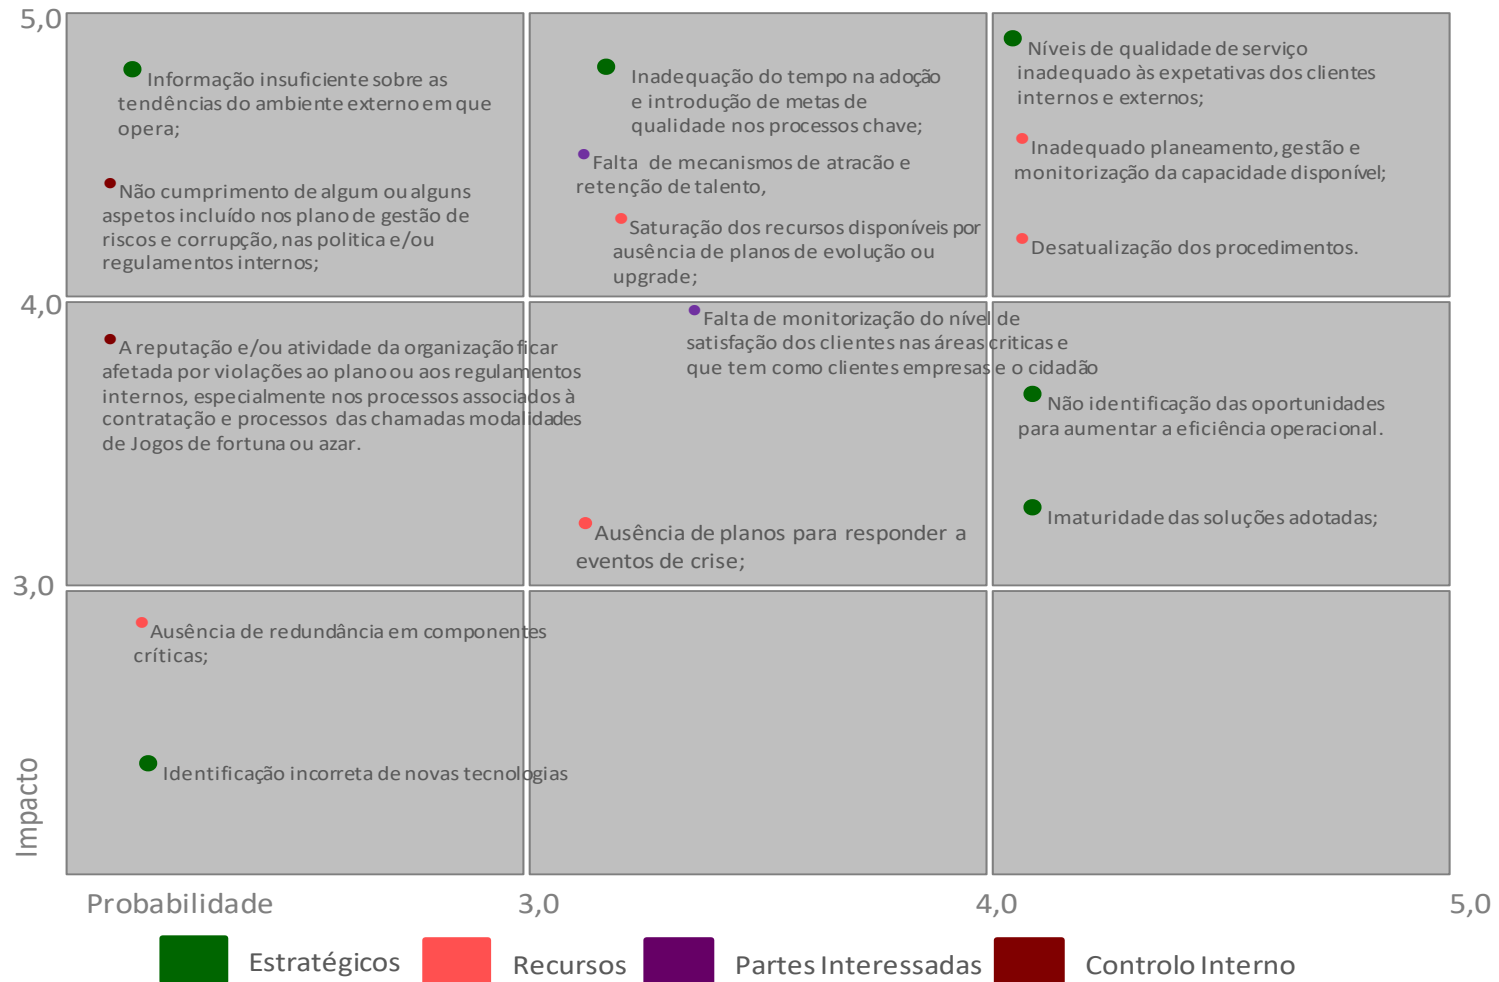 5,0
Informação insuficiente sobre as
tendências do ambiente externo em que
opera;
Não cumprimento de algum ou alguns
aspetos incluído nos plano de gestão de
riscos e corrupção, nas politica e/ou
regulamentos internos;
Inadequação do tempo na adoção
e introdução de metas de
qualidade nos processos chave;
Falta de mecanismos de atracão e
retenção de talento,
Saturação dos recursos disponíveis por
ausência de planos de evolução ou
upgrade;
Níveis de qualidade de serviço
inadequado às expetativas dos clientes
internos e externos;
Inadequado planeamento, gestão e
monitorização da capacidade disponível;
Desatualização dos procedimentos.
4,0
A reputação e/ou atividade da organização ficar
afetada por violações ao plano ou aos regulamentos
internos, especialmente nos processos associados à
contratação e processos das chamadas modalidades
de Jogos de fortuna ou azar.
Falta de monitorização do nível de
satisfação dos clientes nas áreas criticas e
que tem como clientes empresas e o cidadão
Ausência de planos para responder a
eventos de crise;
Não identificação das oportunidades
para aumentar a eficiência operacional.
Imaturidade das soluções adotadas;
3,0
Ausência de redundância em componentes
críticas;
Identificação incorreta de novas tecnologias
Impacto
Probabilidade
3,0
4,0
5,0
Estratégicos
Recursos
Partes Interessadas
Controlo Interno